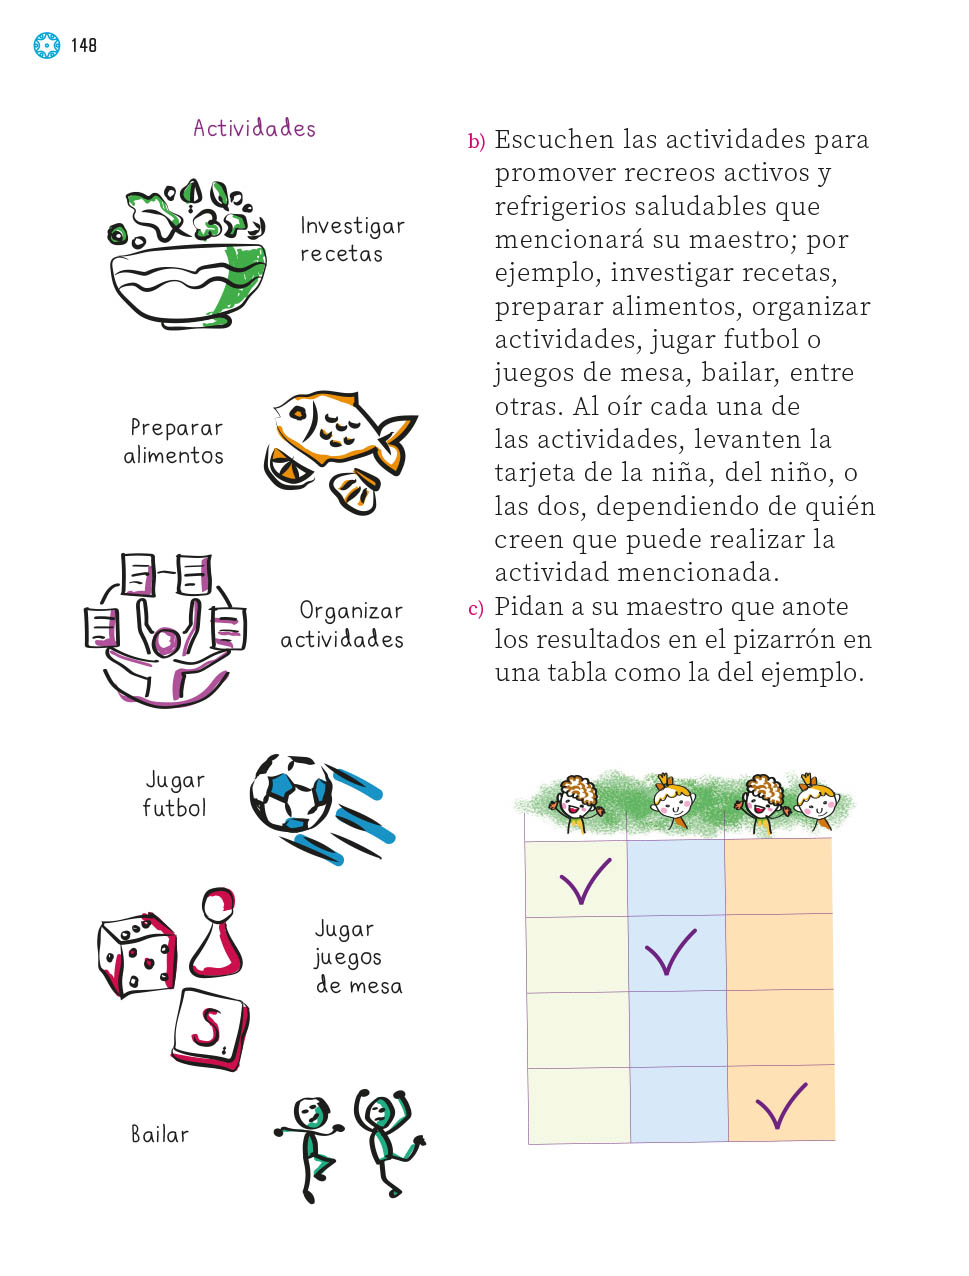 148
Actividades
Investigar
recetas
Preparar
alimentos
Organizar
actividades
Jugar
futbol
Jugar
juegos
de mesa
S
Bailar
b) Escuchen las actividades para
promover recreos activos y
refrigerios saludables que
mencionará su maestro; por
ejemplo, investigar recetas,
preparar alimentos, organizar
actividades, jugar futbol o
juegos de mesa, bailar, entre
otras. Al oír cada una de
las actividades, levanten la
tarjeta de la niña, del niño, o
las dos, dependiendo de quién
creen que puede realizar la
actividad mencionada.
c) Pidan a su maestro que anote
los resultados en el pizarrón en
una tabla como la del ejemplo.